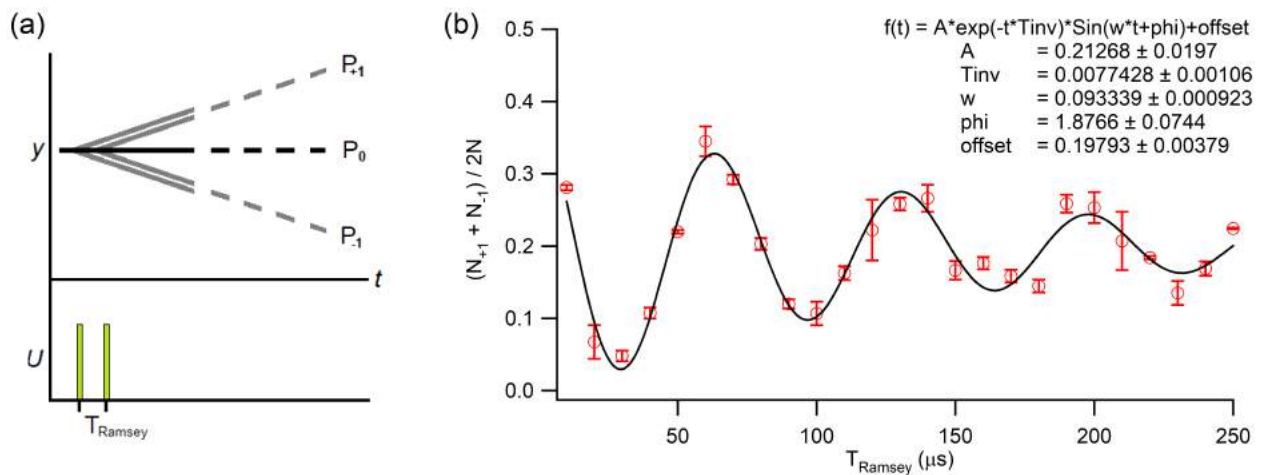 (a)
P+1
y
P0
P-1
t
U
TRamsey
(b)
f(t) = A*exp(-t*Tinv)*Sin(w*t+phi)+offset
A = 0.21268 ± 0.0197
Tinv = 0.0077428 ± 0.00106
w = 0.093339 ± 0.000923
phi = 1.8766 ± 0.0744
offset = 0.19793 ± 0.00379
(N+1 + N-1) / 2N
0.5
0.4
0.3
0.2
0.1
0.0
50 100 150 200 250
TRamsey (μs)